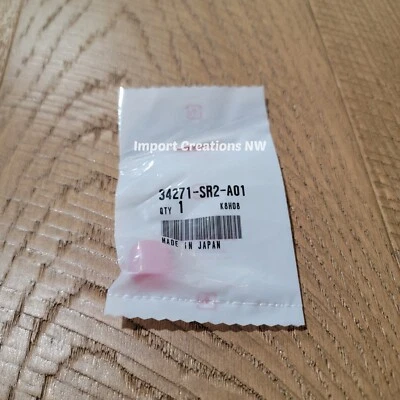 Import Creations NW
34271-SR2-A01
QTY 1 K8H08
MADE IN JAPAN